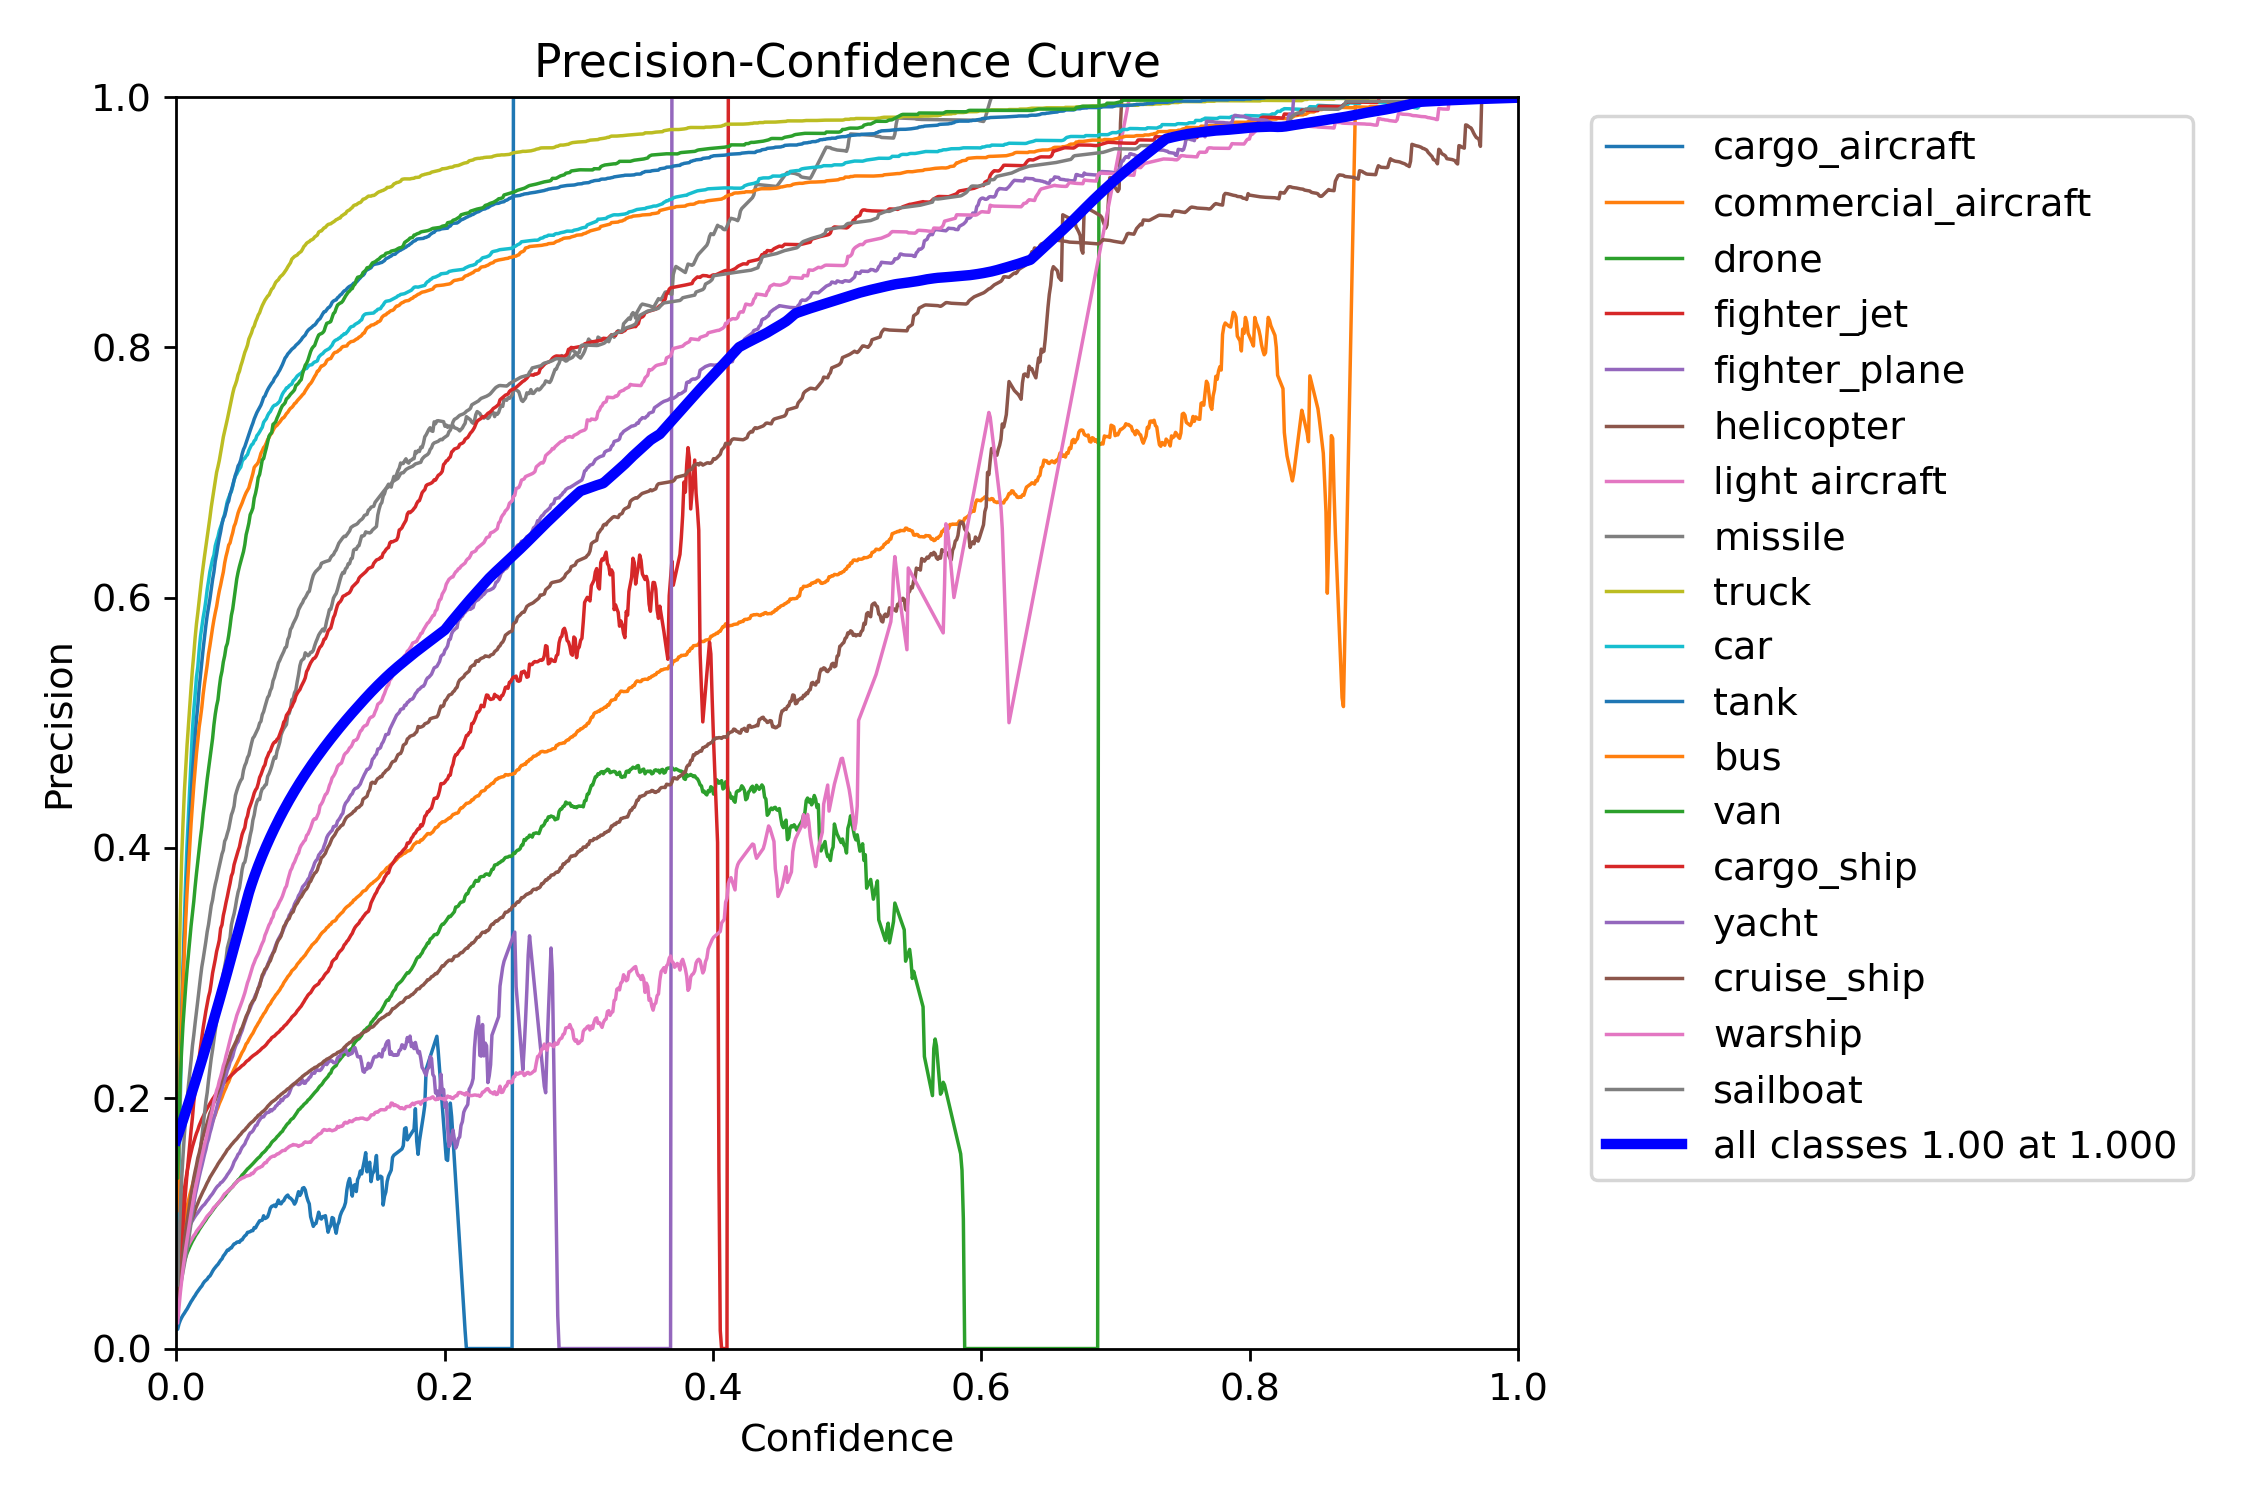 Precision-Confidence Curve
1.0
0.8
0.6
0.4
0.2
0.0
Precision
0.0 0.2 0.4 0.6 0.8 1.0
Confidence
cargo_aircraft
commercial_aircraft
drone
fighter_jet
fighter_plane
helicopter
light aircraft
missile
truck
car
tank
bus
van
cargo_ship
yacht
cruise_ship
warship
sailboat
all classes 1.00 at 1.000